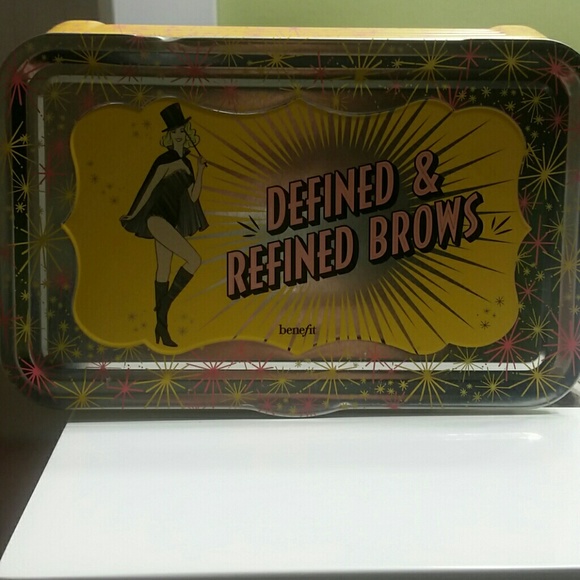 DEFINED &
REFINED BROWS
benefit